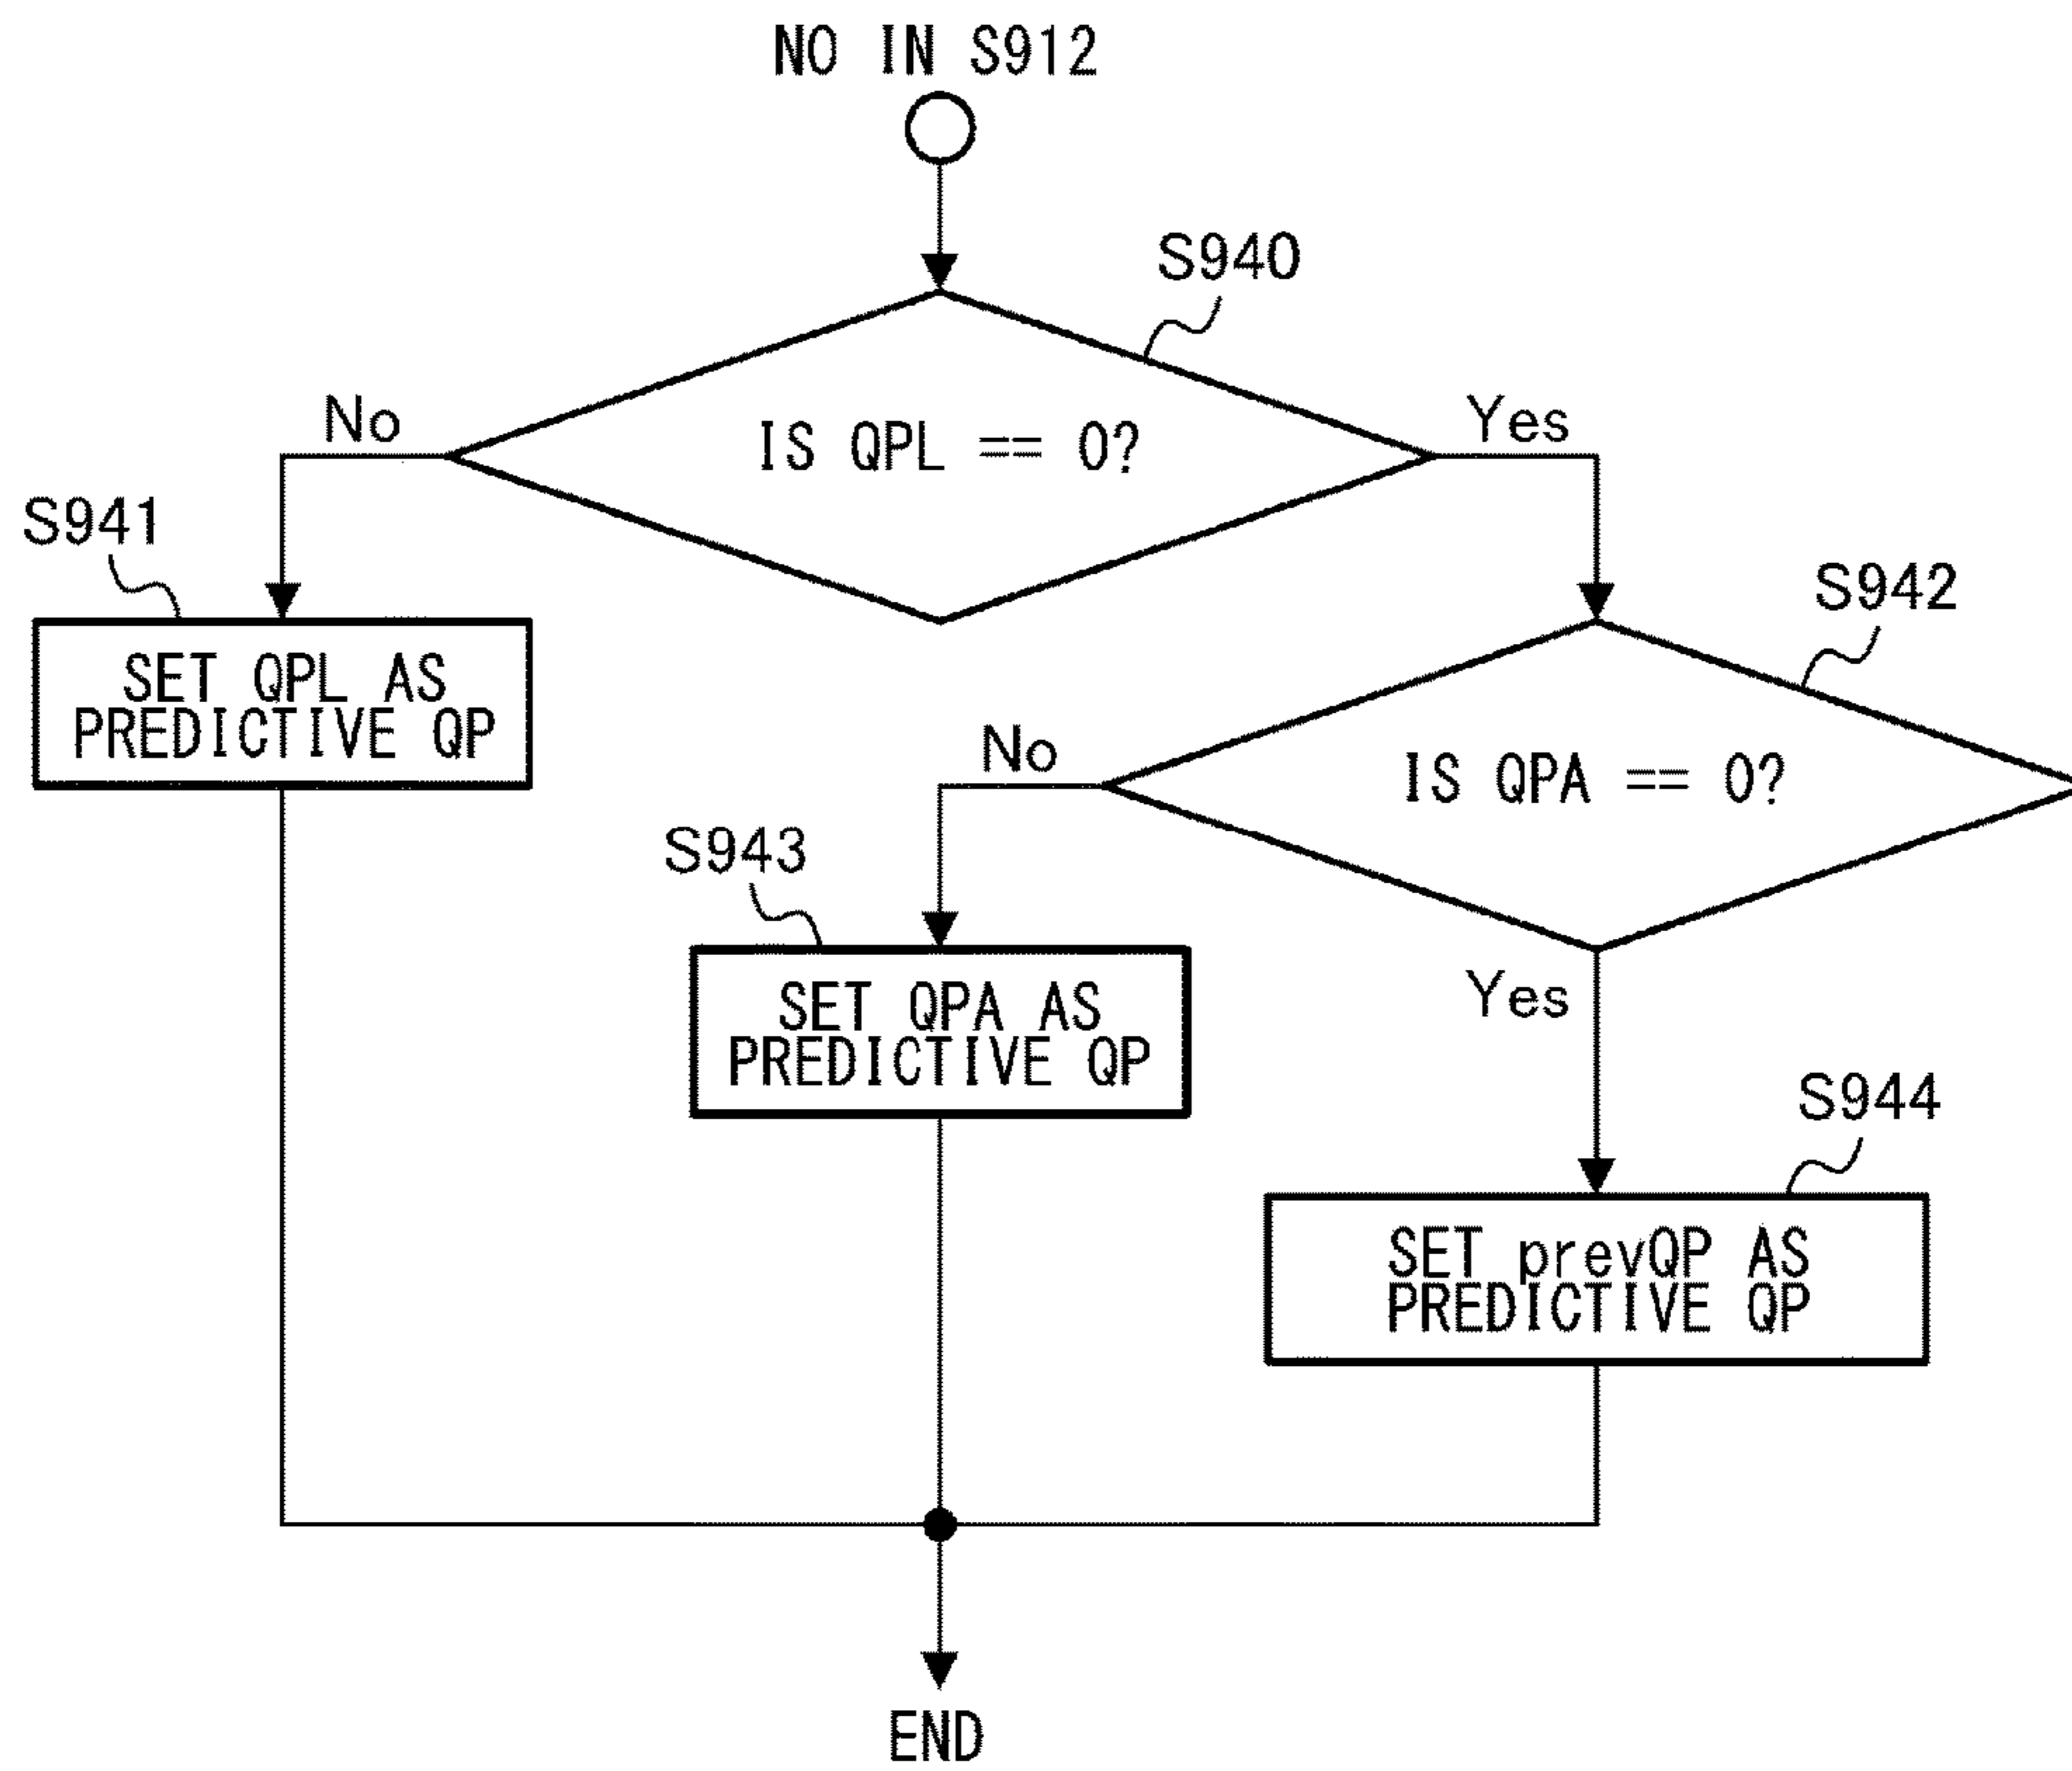 NO IN S912
S940
IS QPL == 0?
No
Yes
S941
SET QPL AS
PREDICTIVE QP
S942
IS QPA == 0?
No
Yes
S943
SET QPA AS
PREDICTIVE QP
S944
SET prevQP AS
PREDICTIVE QP
END